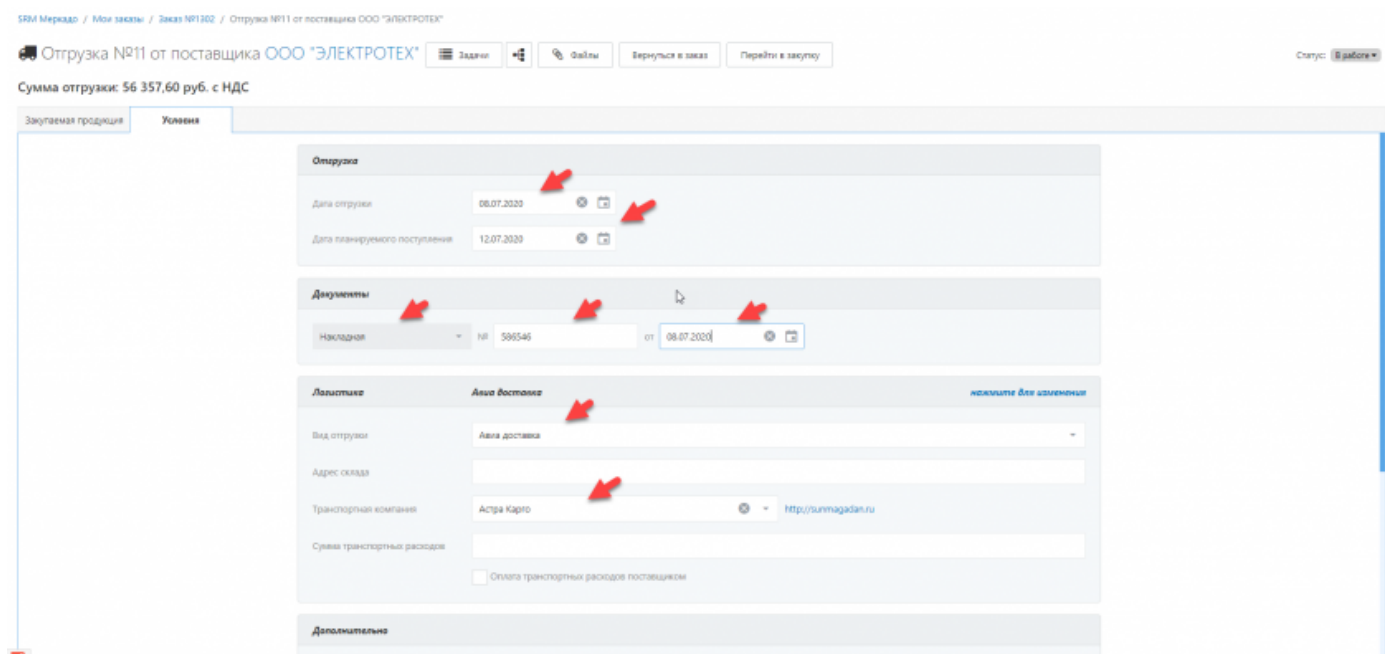 SRM Меркадо / Мои заказы / Заказ №1302 / Отгрузка №11 от поставщика ООО "ЭЛЕКТРОТЕХ"
Отгрузка №11 от поставщика ООО "ЭЛЕКТРОТЕХ" Задачи Файлы Вернуться в заказ Перейти в закупку Статус: В работе
Сумма отгрузки: 56 357,60 руб. с НДС
Закупаемая продукция Условия
Отгрузка
Дата отгрузки 08.07.2020
Дата планируемого поступления 12.07.2020
Документы
Накладная № 586546 от 08.07.2020
Логистика Авиа доставка нажмите для изменения
Вид отгрузки Авиа доставка
Адрес склада
Транспортная компания Астра Карго http://sunmagadan.ru
Сумма транспортных расходов
Оплата транспортных расходов поставщиком
Дополнительно